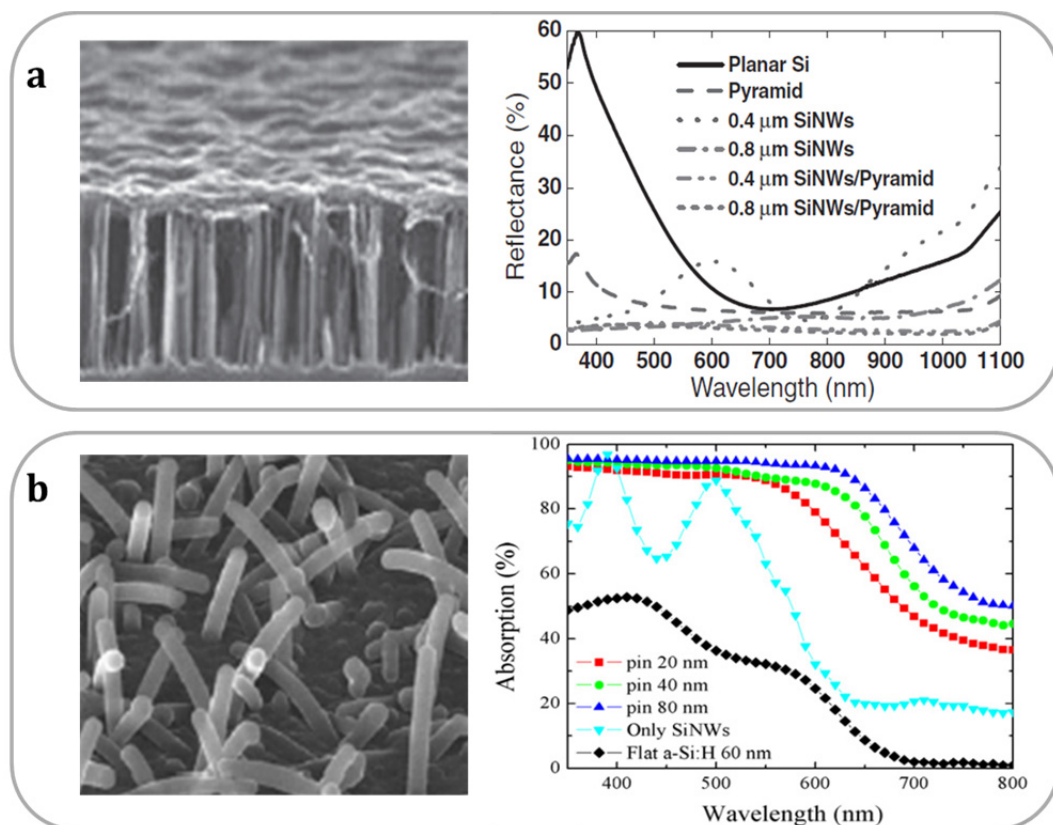 a
60
50
40
30
20
10
0
Reflectance (%)
Planar Si
Pyramid
0.4 μm SiNWs
0.8 μm SiNWs
0.4 μm SiNWs/Pyramid
0.8 μm SiNWs/Pyramid
400 500 600 700 800 900 1000 1100
Wavelength (nm)
b
100
80
60
40
20
0
Absorption (%)
pin 20 nm
pin 40 nm
pin 80 nm
Only SiNWs
Flat a-Si:H 60 nm
400 500 600 700 800
Wavelength (nm)